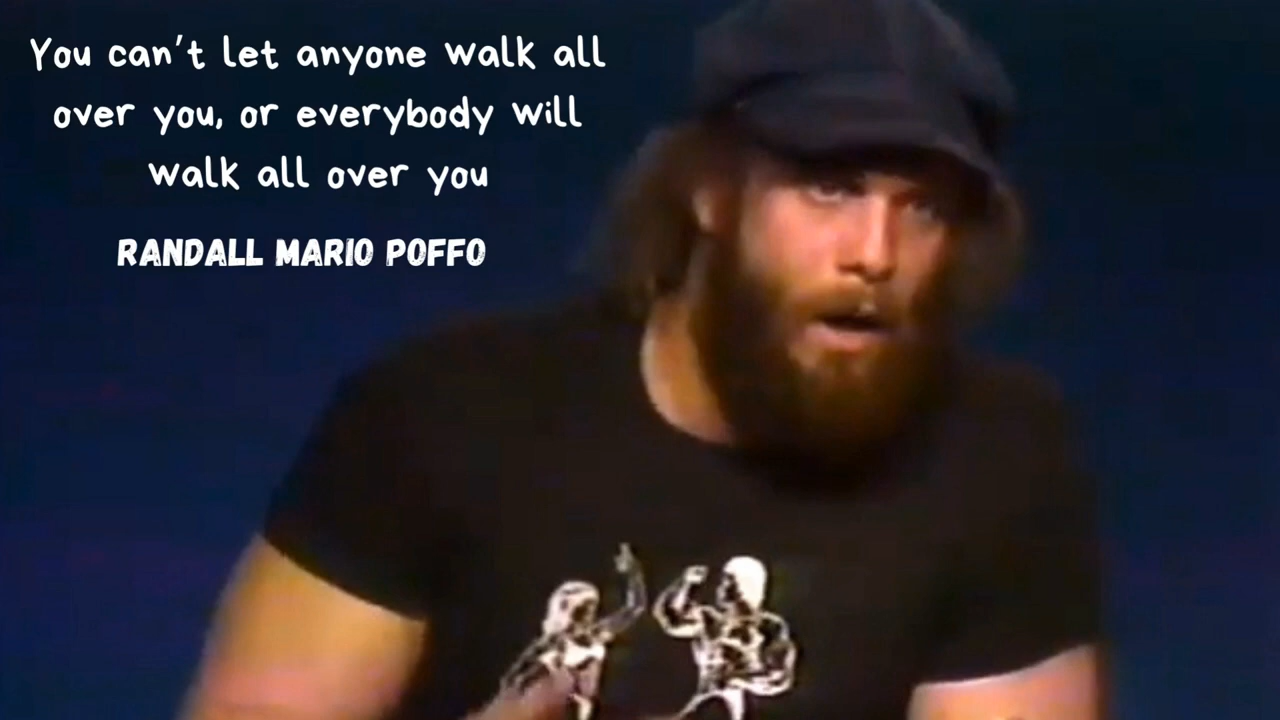 You can't let anyone walk all
over you, or everybody will
walk all over you
RANDALL MARIO POFFO